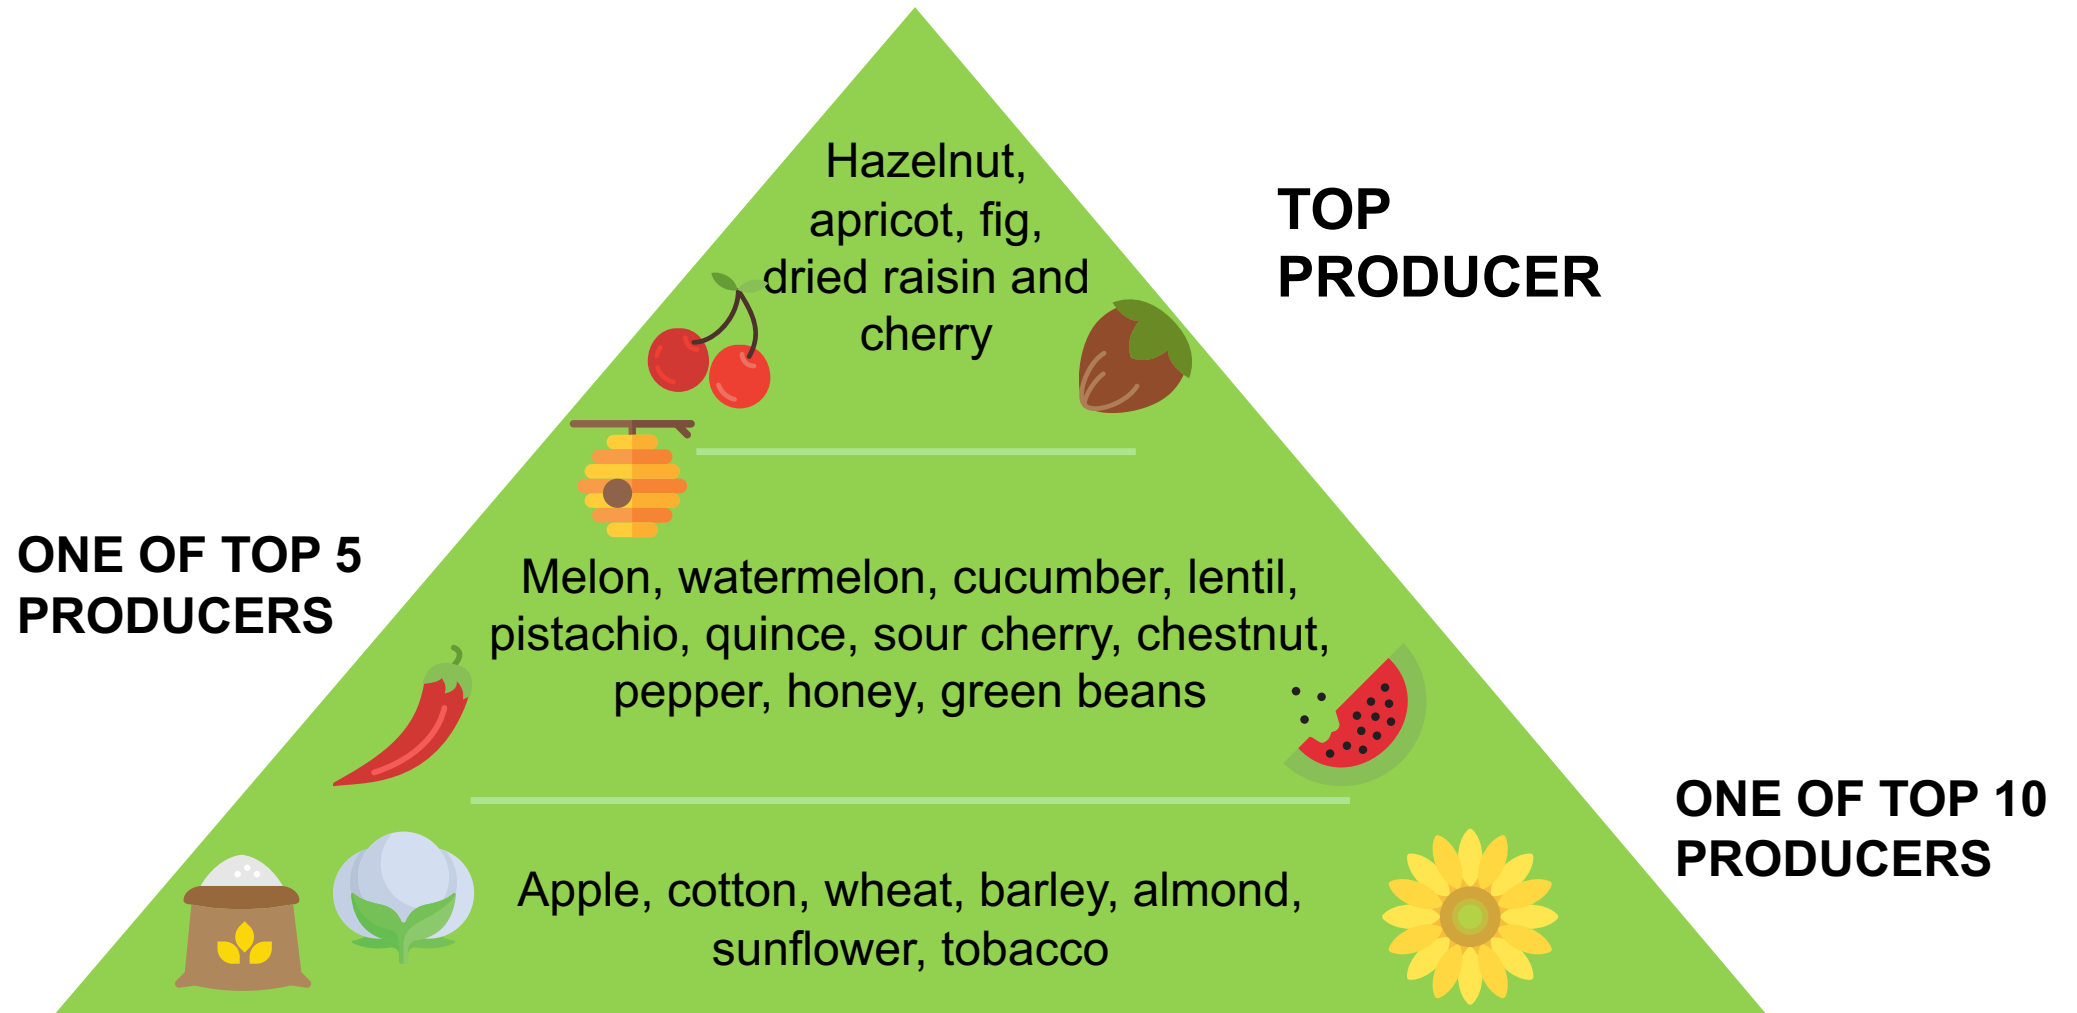 Hazelnut,
apricot, fig,
dried raisin and
cherry
TOP
PRODUCER
ONE OF TOP 5
PRODUCERS
Melon, watermelon, cucumber, lentil,
pistachio, quince, sour cherry, chestnut,
pepper, honey, green beans
ONE OF TOP 10
PRODUCERS
Apple, cotton, wheat, barley, almond,
sunflower, tobacco